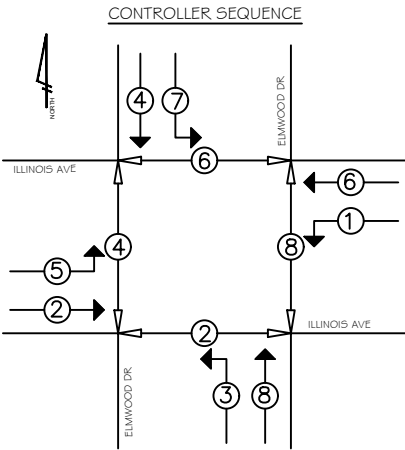 CONTROLLER SEQUENCE
NORTH
4
7
ELMWOOD DR
ILLINOIS AVE
6
6
1
4
8
5
2
2
ILLINOIS AVE
ELMWOOD DR
3
8